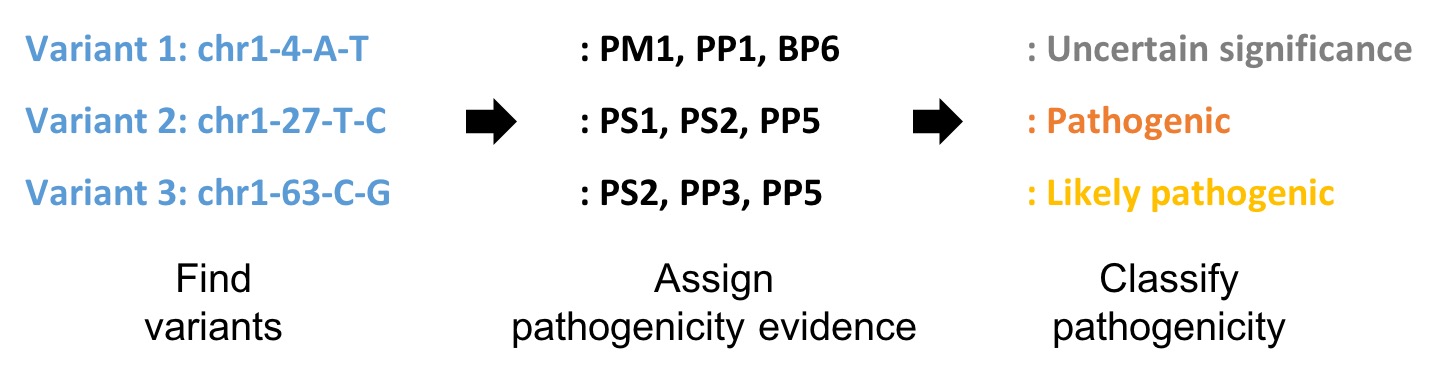 Variant 1: chr1-4-A-T : PM1, PP1, BP6 : Uncertain significance
Variant 2: chr1-27-T-C : PS1, PS2, PP5 : Pathogenic
Variant 3: chr1-63-C-G : PS2, PP3, PP5 : Likely pathogenic
Find
variants
Assign
pathogenicity evidence
Classify
pathogenicity